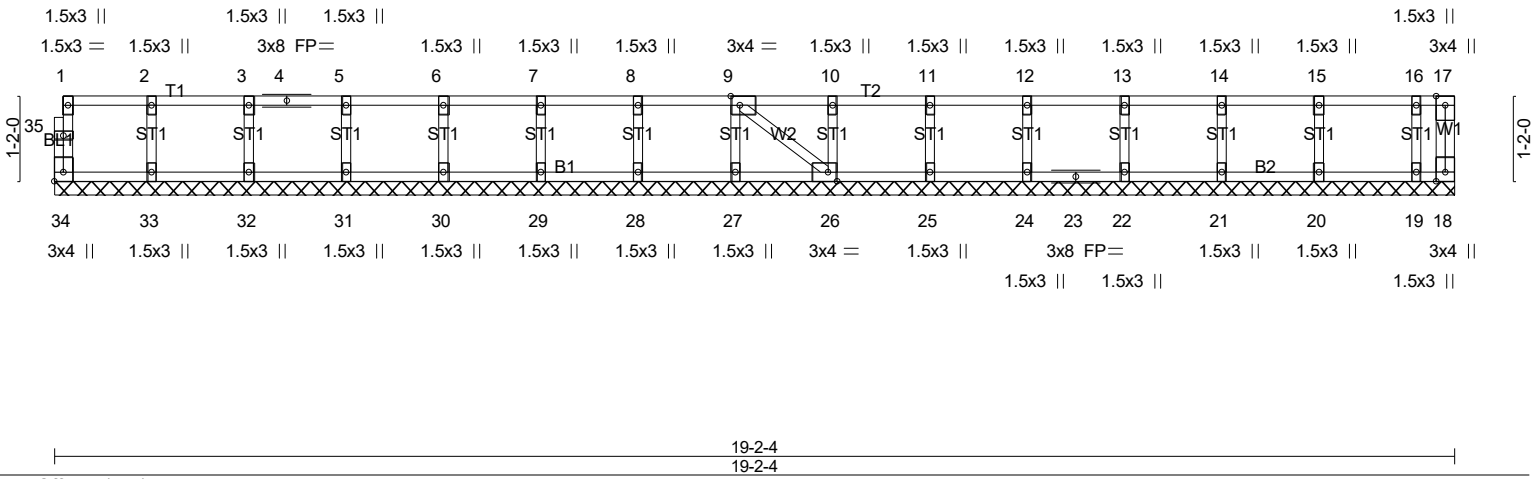 1.5x3 || 1.5x3 || 1.5x3 || 1.5x3 ||
1.5x3 = 1.5x3 || 3x8 FP= 1.5x3 || 1.5x3 || 1.5x3 || 3x4 = 1.5x3 || 1.5x3 || 1.5x3 || 1.5x3 || 1.5x3 || 1.5x3 || 3x4 ||
1 2 3 4 5 6 7 8 9 10 11 12 13 14 15 16 17
T1 T2
35 ST1 ST1 ST1 ST1 ST1 ST1 ST1 W2 ST1 ST1 ST1 ST1 ST1 ST1 ST1 W1
BL1
1-2-0 1-2-0
B1 B2
34 33 32 31 30 29 28 27 26 25 24 23 22 21 20 19 18
3x4 || 1.5x3 || 1.5x3 || 1.5x3 || 1.5x3 || 1.5x3 || 1.5x3 || 1.5x3 || 3x4 = 1.5x3 || 3x8 FP= 1.5x3 || 1.5x3 || 3x4 ||
1.5x3 || 1.5x3 || 1.5x3 ||
19-2-4
19-2-4